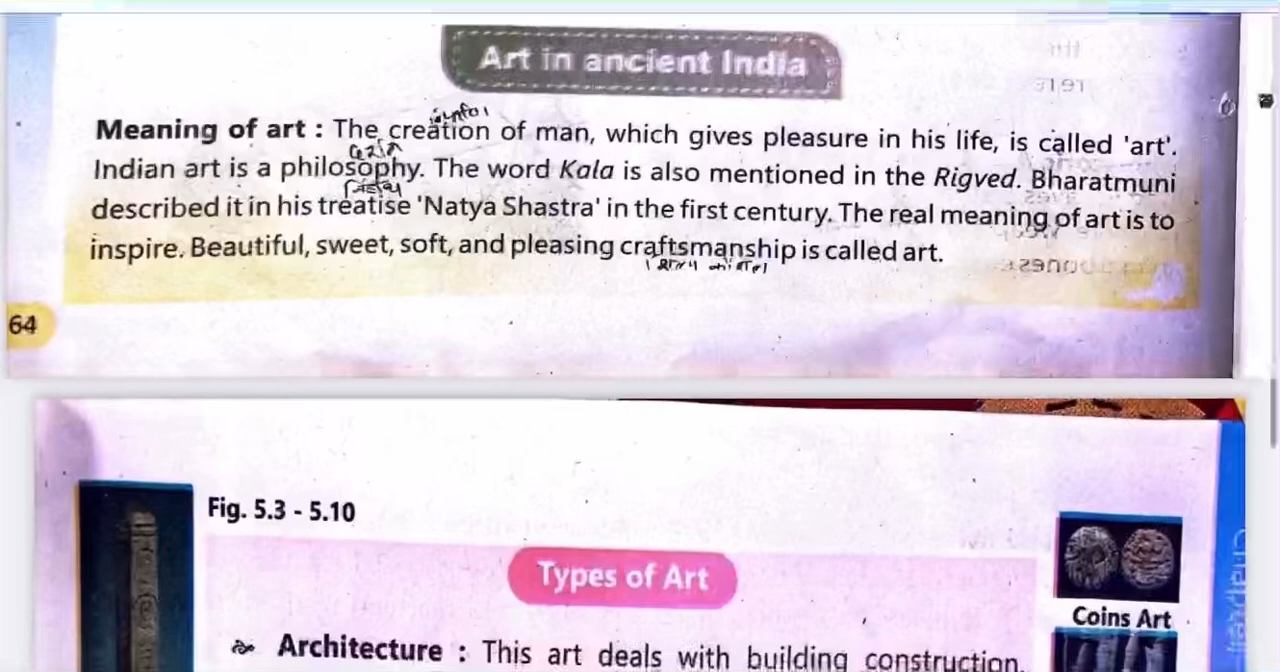 Art in ancient India
Meaning of art : The creation of man, which gives pleasure in his life, is called 'art'.
Indian art is a philosophy. The word Kala is also mentioned in the Rigved. Bharatmuni
described it in his treatise 'Natya Shastra' in the first century. The real meaning of art is to
inspire. Beautiful, sweet, soft, and pleasing craftsmanship is called art.
64
Fig. 5.3 - 5.10
Types of Art
Coins Art
Architecture : This art deals with building construction.